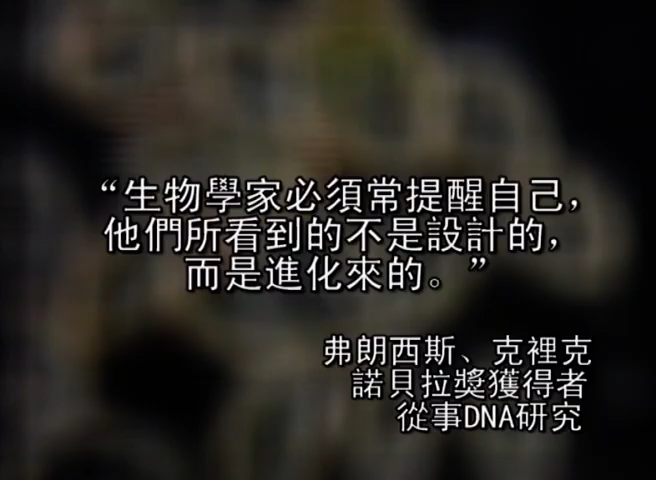 “生物學家必須常提醒自己，
他們所看到的不是設計的，
而是進化來的。”
弗朗西斯、克裡克
諾貝拉獎獲得者
從事DNA研究